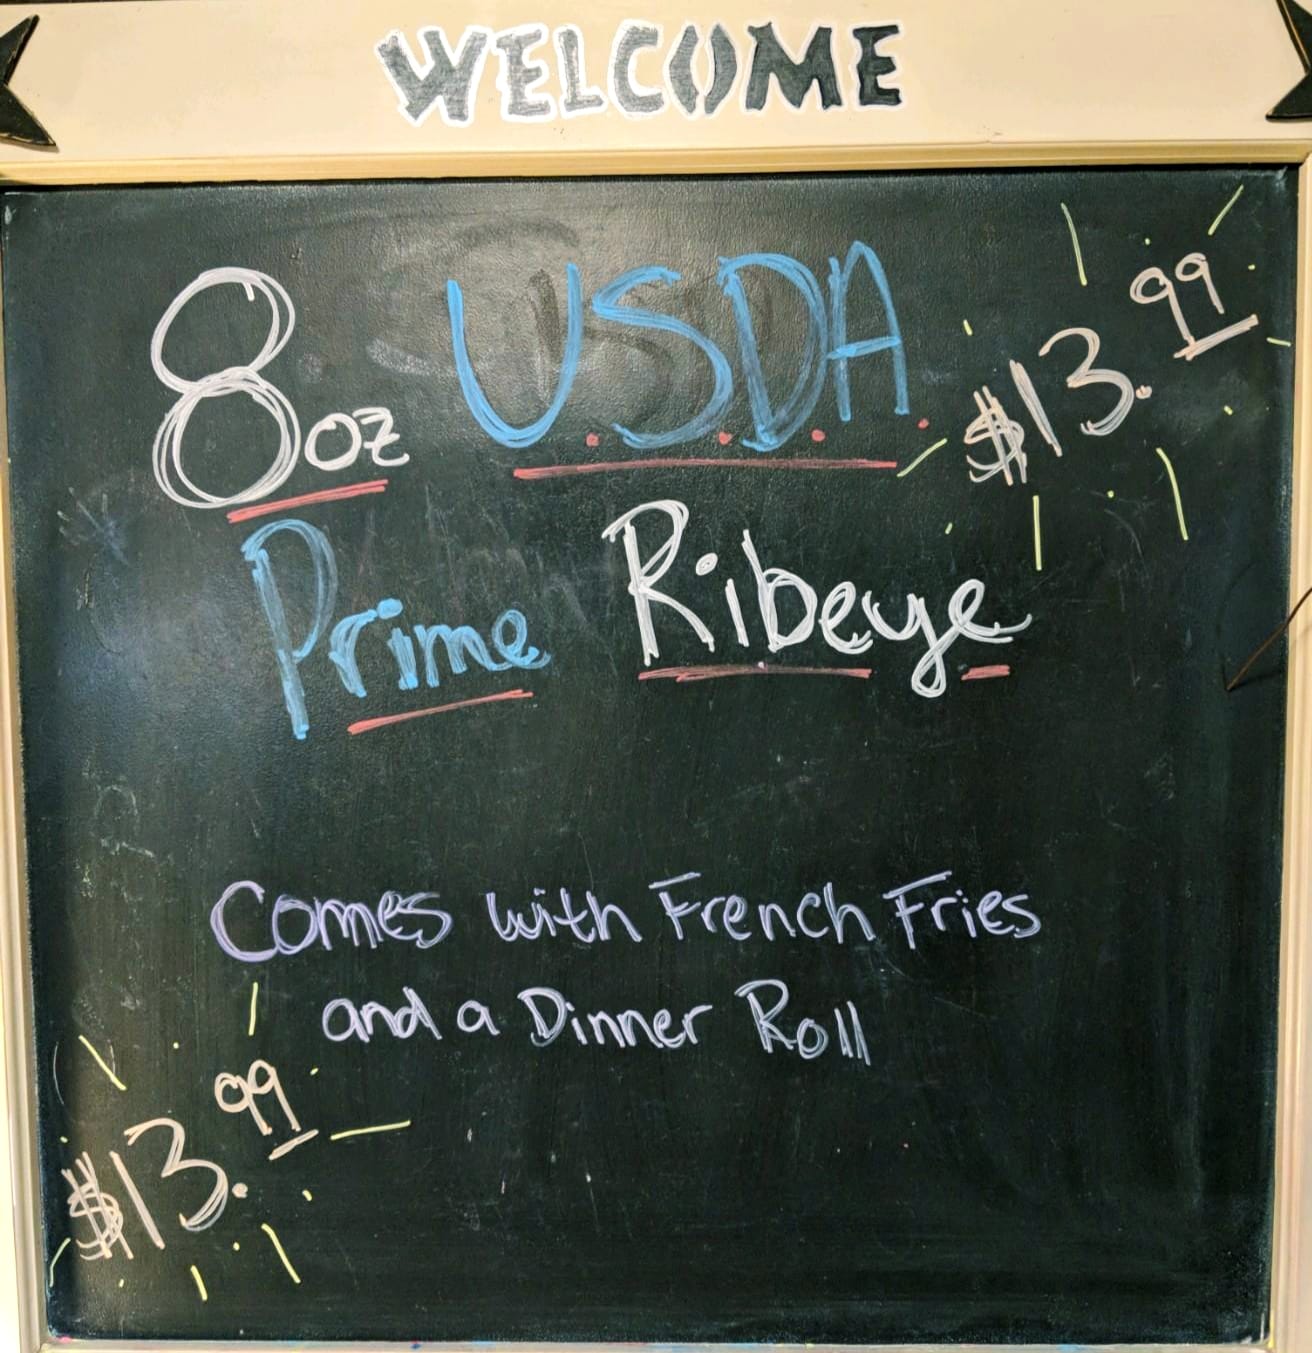 WELCOME
8oz U.S.D.A. $13.99
Prime Ribeye
Comes with French Fries
and a Dinner Roll
$13.99